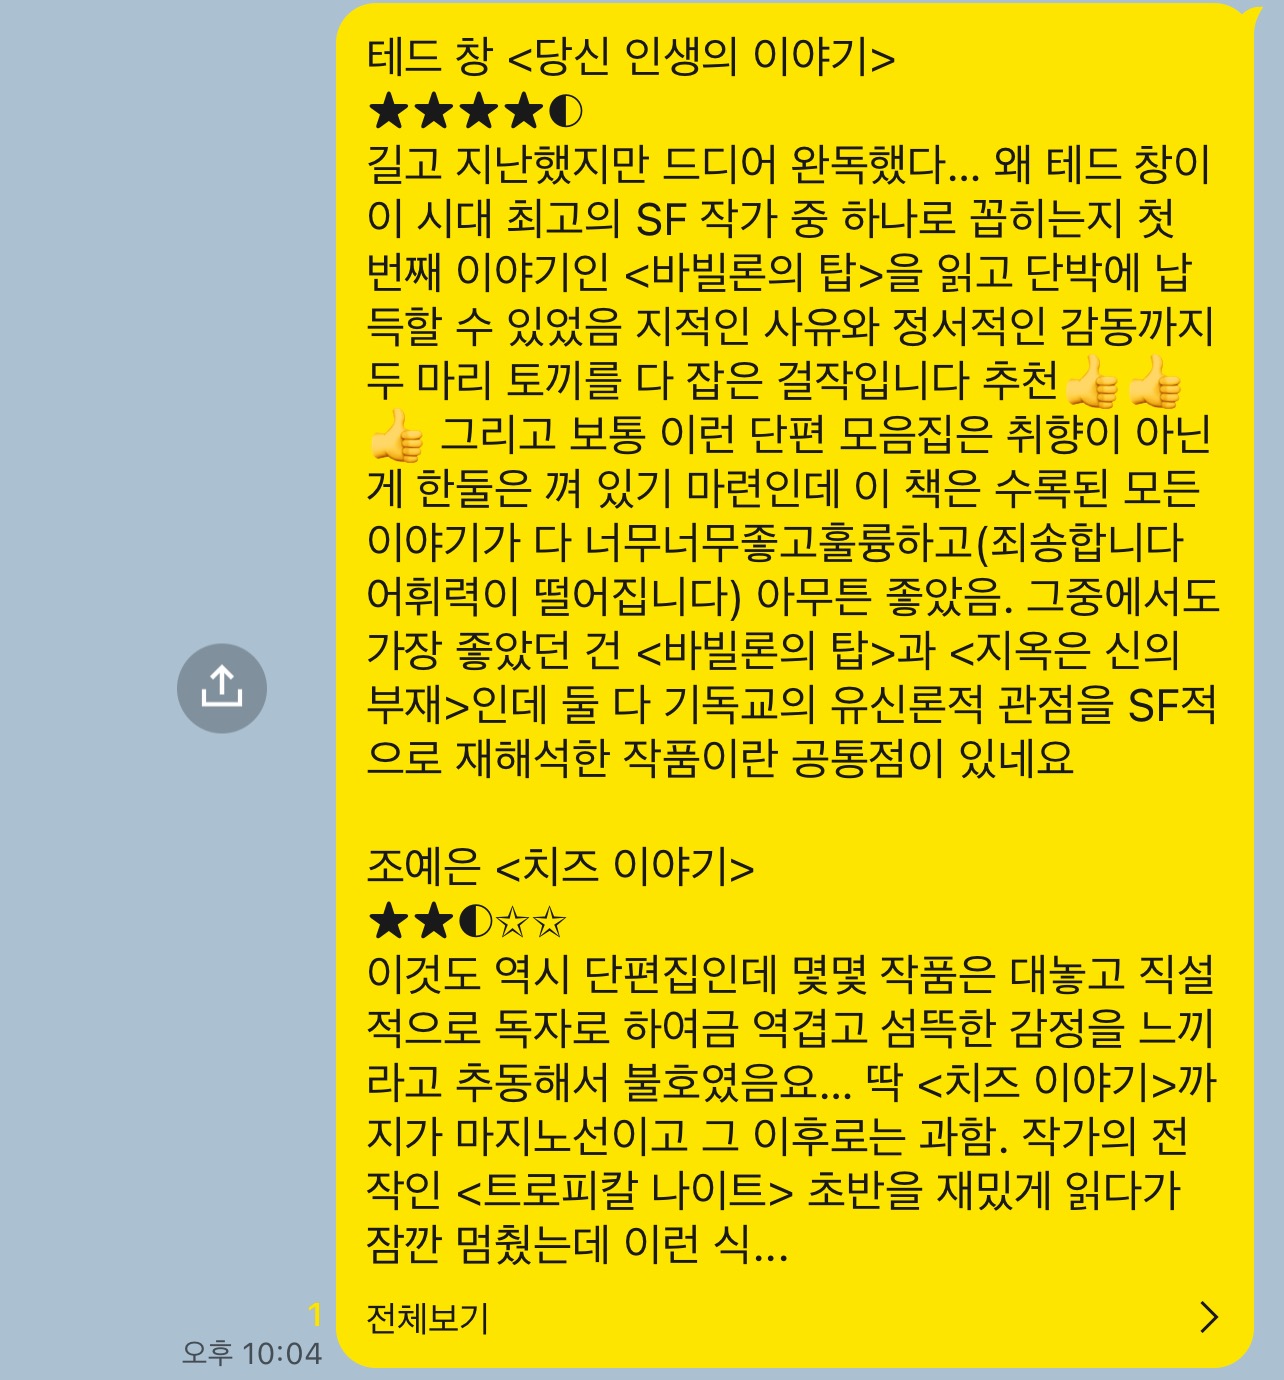 테드 창 <당신 인생의 이야기>
★★★★◐
길고 지난했지만 드디어 완독했다... 왜 테드 창이
이 시대 최고의 SF 작가 중 하나로 꼽히는지 첫
번째 이야기인 <바빌론의 탑>을 읽고 단박에 납
득할 수 있었음 지적인 사유와 정서적인 감동까지
두 마리 토끼를 다 잡은 걸작입니다 추천👍👍
👍 그리고 보통 이런 단편 모음집은 취향이 아닌
게 한둘은 껴 있기 마련인데 이 책은 수록된 모든
이야기가 다 너무너무좋고훌륭하고(죄송합니다
어휘력이 떨어집니다) 아무튼 좋았음. 그중에서도
가장 좋았던 건 <바빌론의 탑>과 <지옥은 신의
부재>인데 둘 다 기독교의 유신론적 관점을 SF적
으로 재해석한 작품이란 공통점이 있네요
조예은 <치즈 이야기>
★★◐☆☆
이것도 역시 단편집인데 몇몇 작품은 대놓고 직설
적으로 독자로 하여금 역겹고 섬뜩한 감정을 느끼
라고 추동해서 불호였음요... 딱 <치즈 이야기>까
지가 마지노선이고 그 이후로는 과함. 작가의 전
작인 <트로피칼 나이트> 초반을 재밌게 읽다가
잠깐 멈췄는데 이런 식...
전체보기
1
오후 10:04